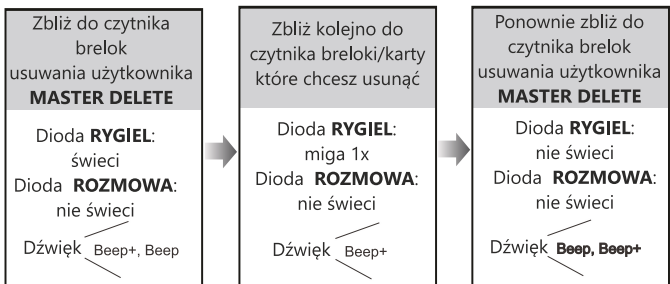 Zbliż do czytnika
brelok
usuwania użytkownika
MASTER DELETE
Dioda RYGIEL:
świeci
Dioda ROZMOWA:
nie świeci
Dźwięk Beep+, Beep
Zbliż kolejno do
czytnika breloki/karty
które chcesz usunąć
Dioda RYGIEL:
miga 1x
Dioda ROZMOWA:
nie świeci
Dźwięk Beep+
Ponownie zbliż do
czytnika brelok
usuwania użytkownika
MASTER DELETE
Dioda RYGIEL:
nie świeci
Dioda ROZMOWA:
nie świeci
Dźwięk Beep, Beep+